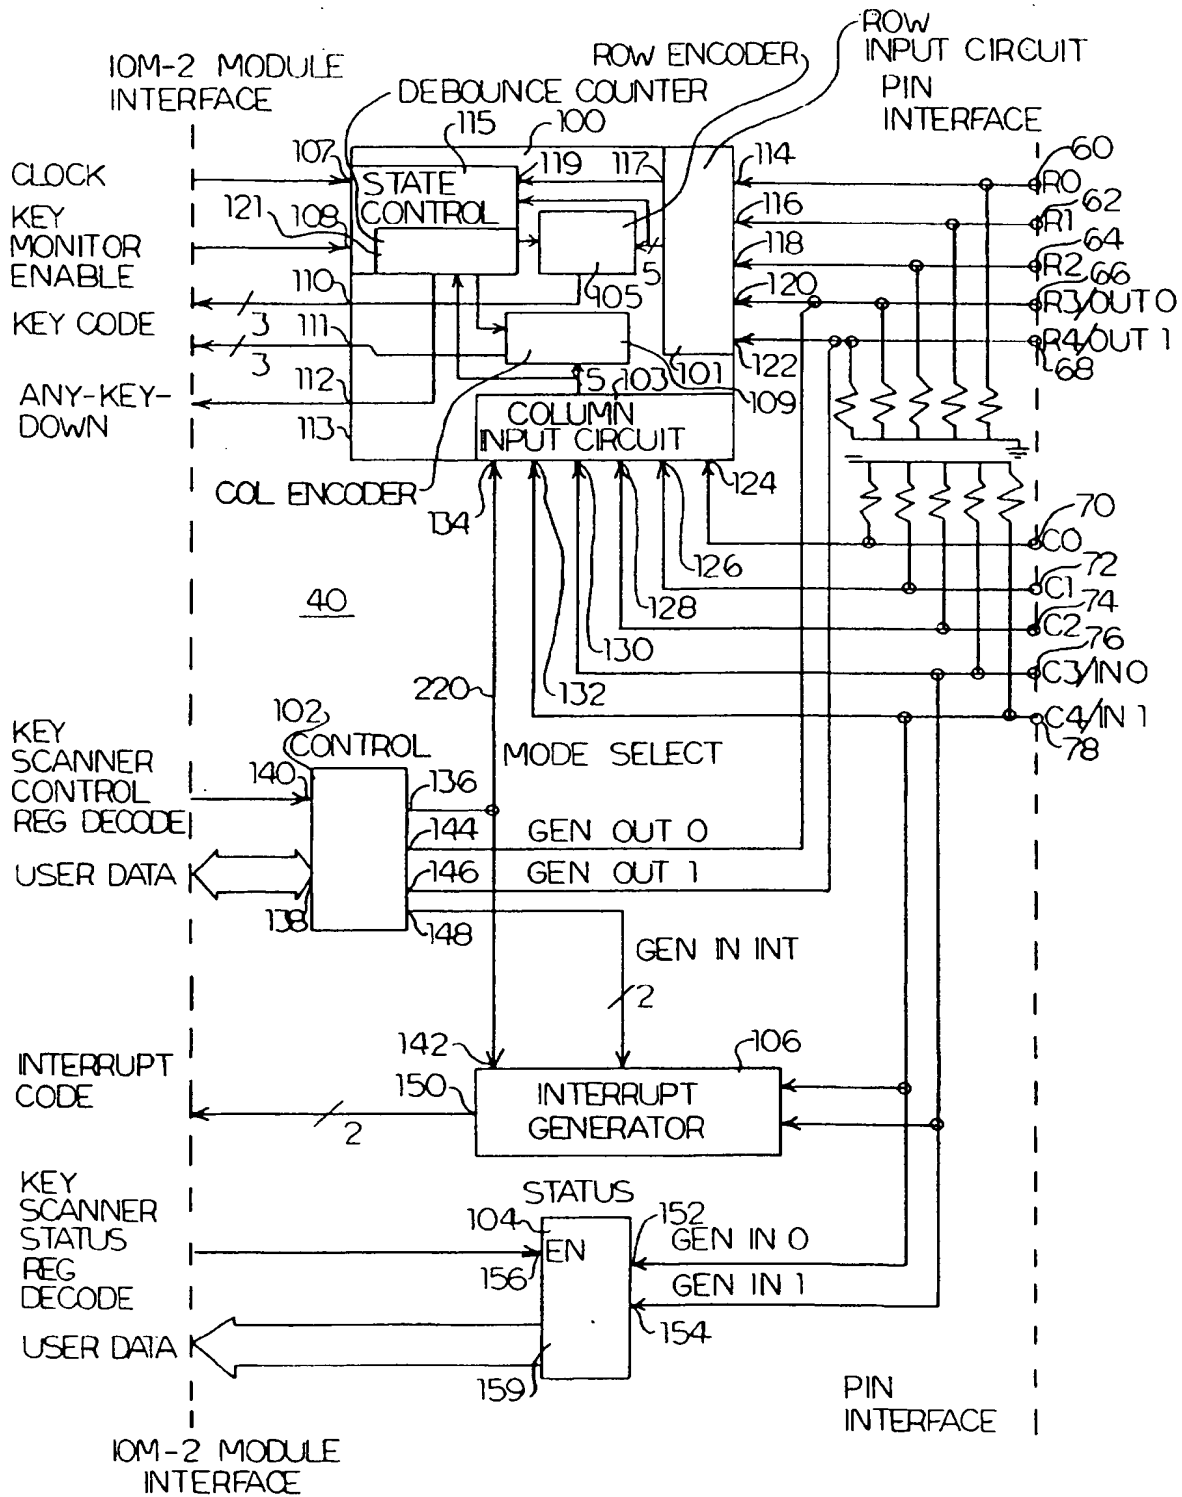 ROW
INPUT CIRCUIT
ROW ENCODER
IOM-2 MODULE
INTERFACE
DEBOUNCE COUNTER
PIN
INTERFACE
115
100
107
119
117
114
60
CLOCK
STATE
CONTROL
R0
KEY
MONITOR
ENABLE
121
108
116
62
R1
118
64
R2
66
110
5
105
120
R3/OUT 0
3
KEY CODE
111
R4/OUT 1
122
68
3
101
112
5
103
109
ANY-KEY-
DOWN
113
COLUMN
INPUT CIRCUIT
COL ENCODER
134
124
70
C0
126
72
C1
40
128
74
C2
130
76
C3/IN 0
220
132
C4/IN 1
78
KEY
SCANNER
CONTROL
REG DECODE
102
CONTROL
MODE SELECT
140
136
144
GEN OUT 0
USER DATA
146
GEN OUT 1
138
148
GEN IN INT
2
INTERRUPT
CODE
142
106
150
INTERRUPT
GENERATOR
2
KEY
SCANNER
STATUS
REG
DECODE
STATUS
104
152
EN
GEN IN 0
156
GEN IN 1
154
USER DATA
159
PIN
INTERFACE
IOM-2 MODULE
INTERFACE